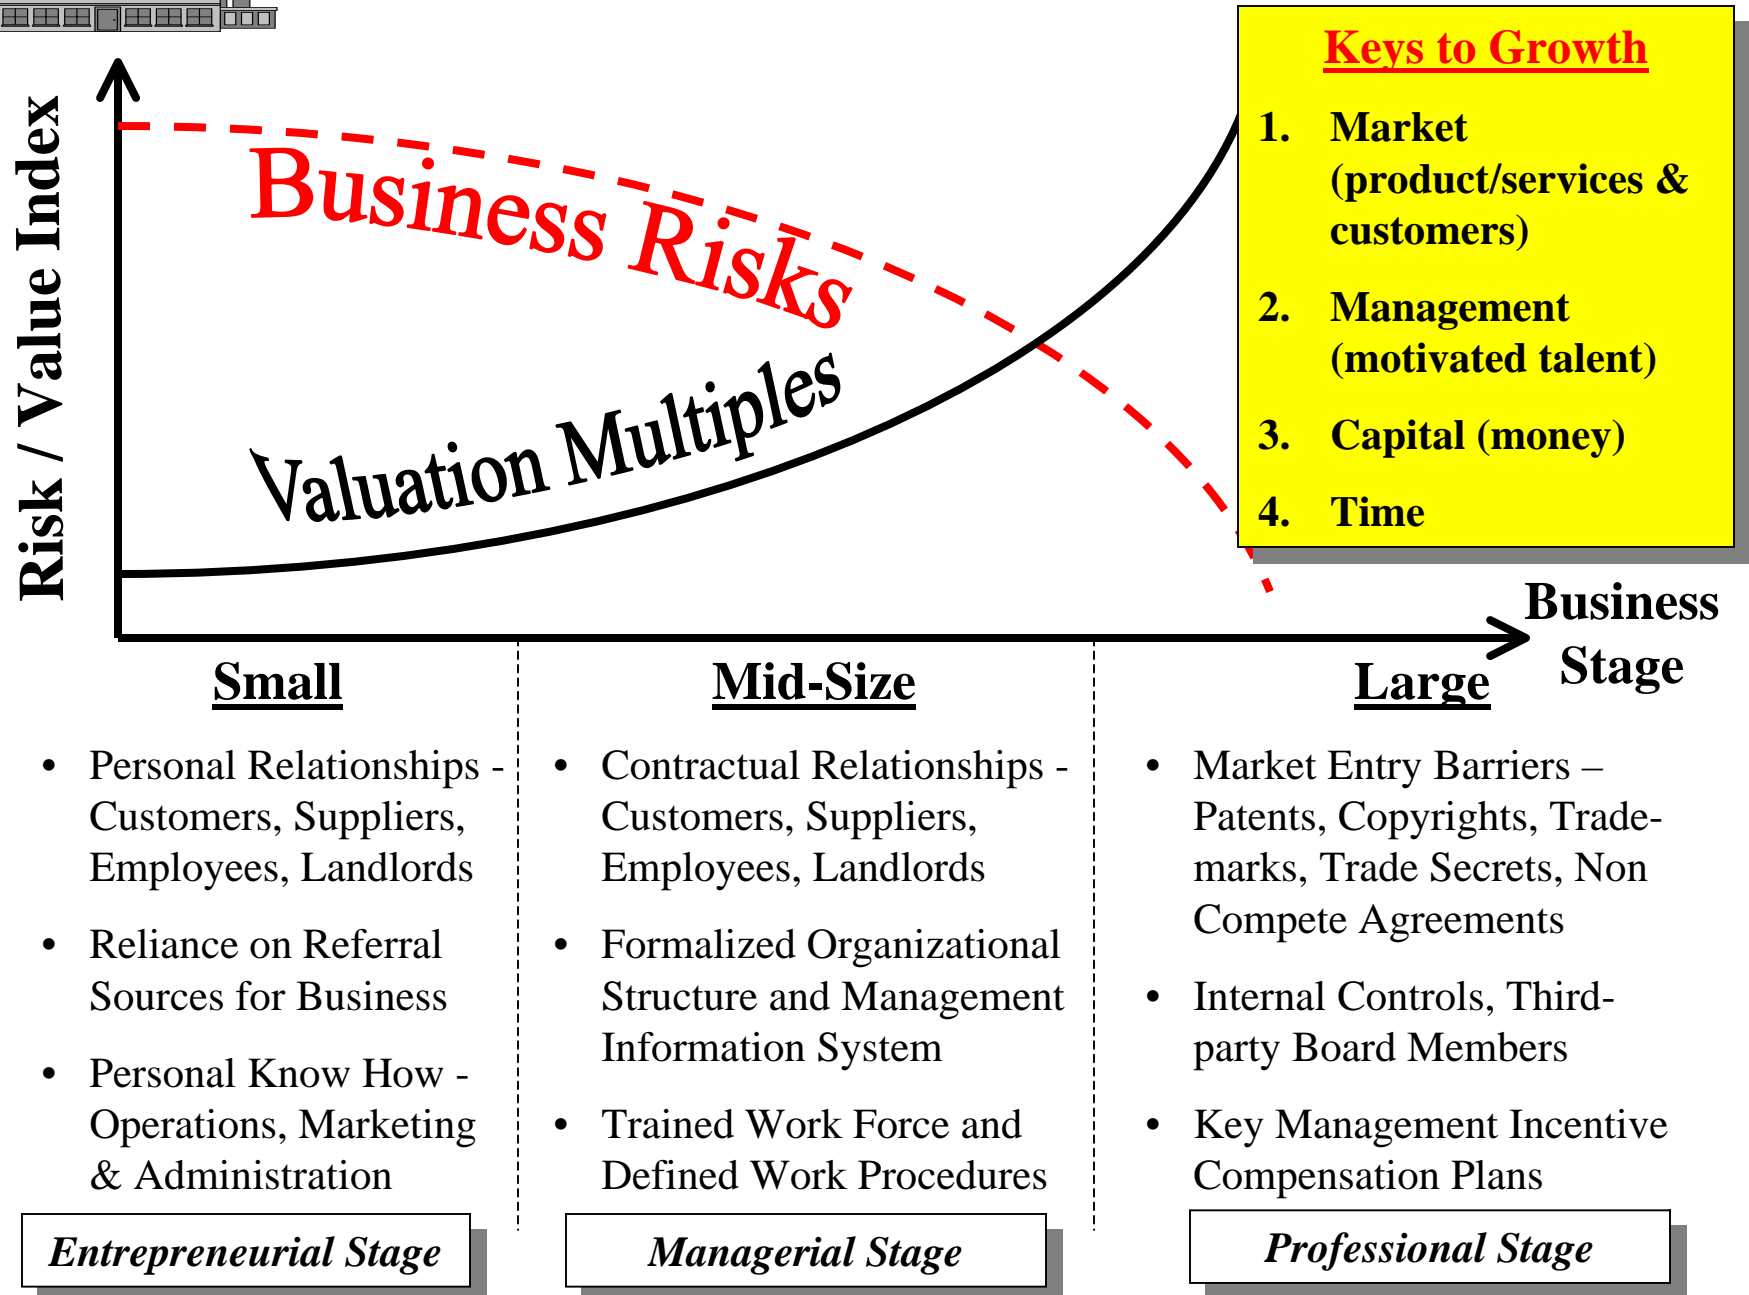 Keys to Growth
1. Market
(product/services &
customers)
2. Management
(motivated talent)
3. Capital (money)
4. Time
Risk / Value Index
Business Risks
Valuation Multiples
Business
Stage
Small
• Personal Relationships -
Customers, Suppliers,
Employees, Landlords
• Reliance on Referral
Sources for Business
• Personal Know How -
Operations, Marketing
& Administration
Entrepreneurial Stage
Mid-Size
• Contractual Relationships -
Customers, Suppliers,
Employees, Landlords
• Formalized Organizational
Structure and Management
Information System
• Trained Work Force and
Defined Work Procedures
Managerial Stage
Large
• Market Entry Barriers –
Patents, Copyrights, Trade-
marks, Trade Secrets, Non
Compete Agreements
• Internal Controls, Third-
party Board Members
• Key Management Incentive
Compensation Plans
Professional Stage